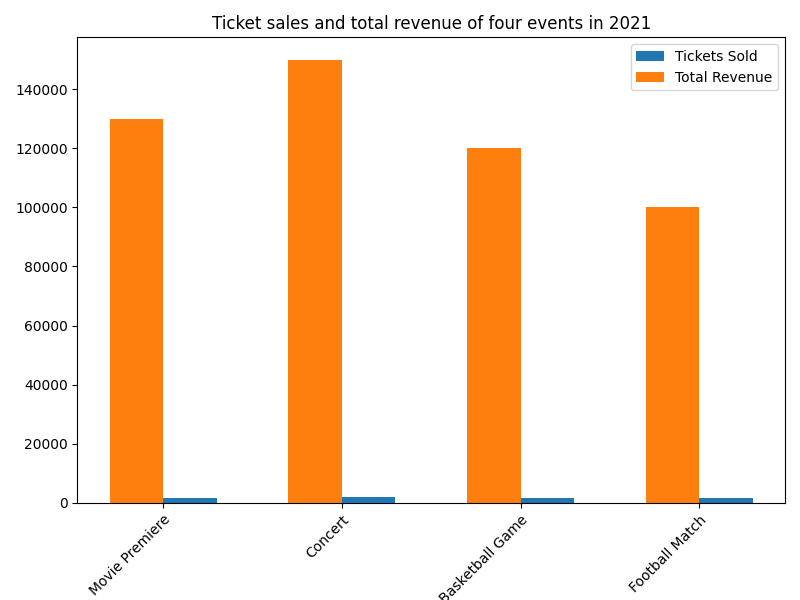 Ticket sales and total revenue of four events in 2021
Tickets Sold
Total Revenue
140000
120000
100000
80000
60000
40000
20000
0
Movie Premiere
Concert
Basketball Game
Football Match